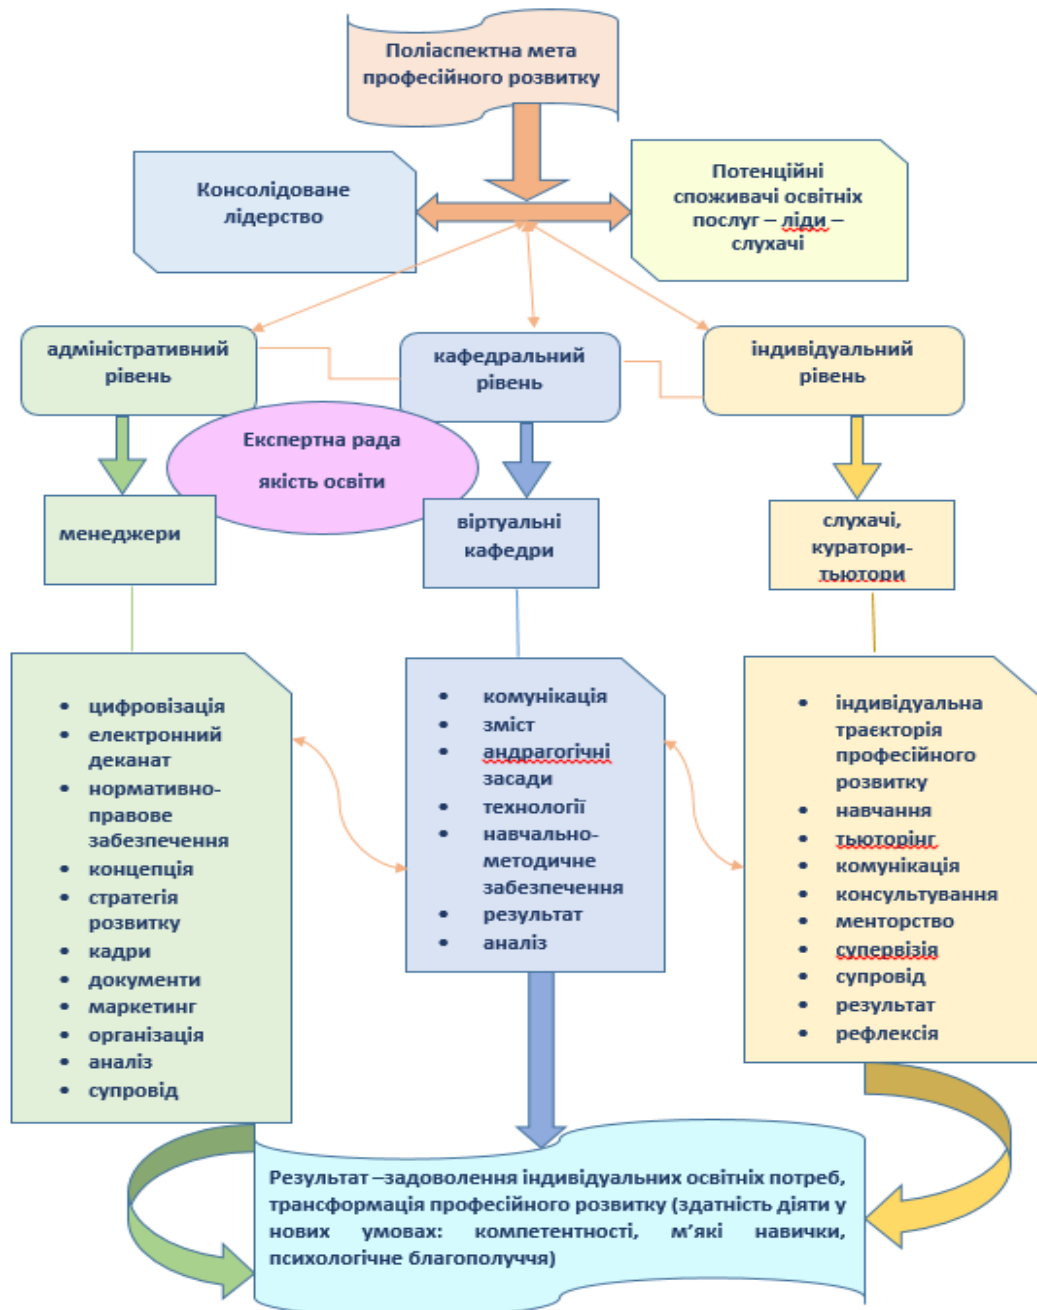 Поліаспектна мета
професійного розвитку
Консолідоване
лідерство
Потенційні
споживачі освітніх
послуг – ліди –
слухачі
адміністративний
рівень
кафедральний
рівень
індивідуальний
рівень
Експертна рада
якість освіти
менеджери
віртуальні
кафедри
слухачі,
куратори-
тьютори
• цифровізація
• електронний
деканат
• нормативно-
правове
забезпечення
• концепція
• стратегія
розвитку
• кадри
• документи
• маркетинг
• організація
• аналіз
• супровід
• комунікація
• зміст
• андрагогічні
засади
• технології
• навчально-
методичне
забезпечення
• результат
• аналіз
• індивідуальна
траєкторія
професійного
розвитку
• навчання
• тьюторінг
• комунікація
• консультування
• менторство
• супервізія
• супровід
• результат
• рефлексія
Результат –задоволення індивідуальних освітніх потреб,
трансформація професійного розвитку (здатність діяти у
нових умовах: компетентності, м’які навички,
психологічне благополуччя)